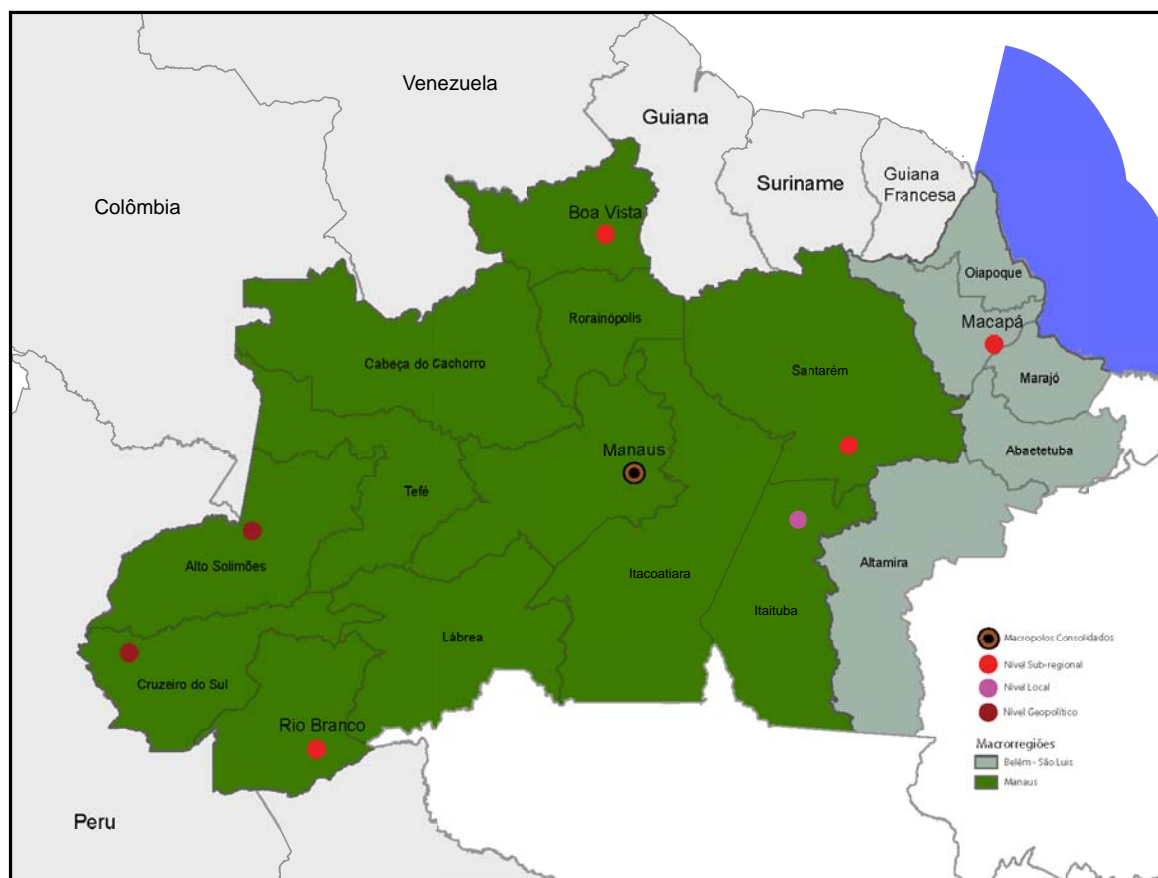 Venezuela
Guiana
Suriname
Guiana
Francesa
Colômbia
Boa Vista
Oiapoque
Rorainópolis
Macapá
Cabeça do Cachorro
Santarém
Marajó
Manaus
Abaetetuba
Tefé
Alto Solimões
Itacoatiara
Altamira
Itaituba
Lábrea
Cruzeiro do Sul
Rio Branco
Peru
Macropolos Consolidados
Nível Sub-regional
Nível Local
Nível Geopolítico
Macrorregiões
Belém - São Luis
Manaus